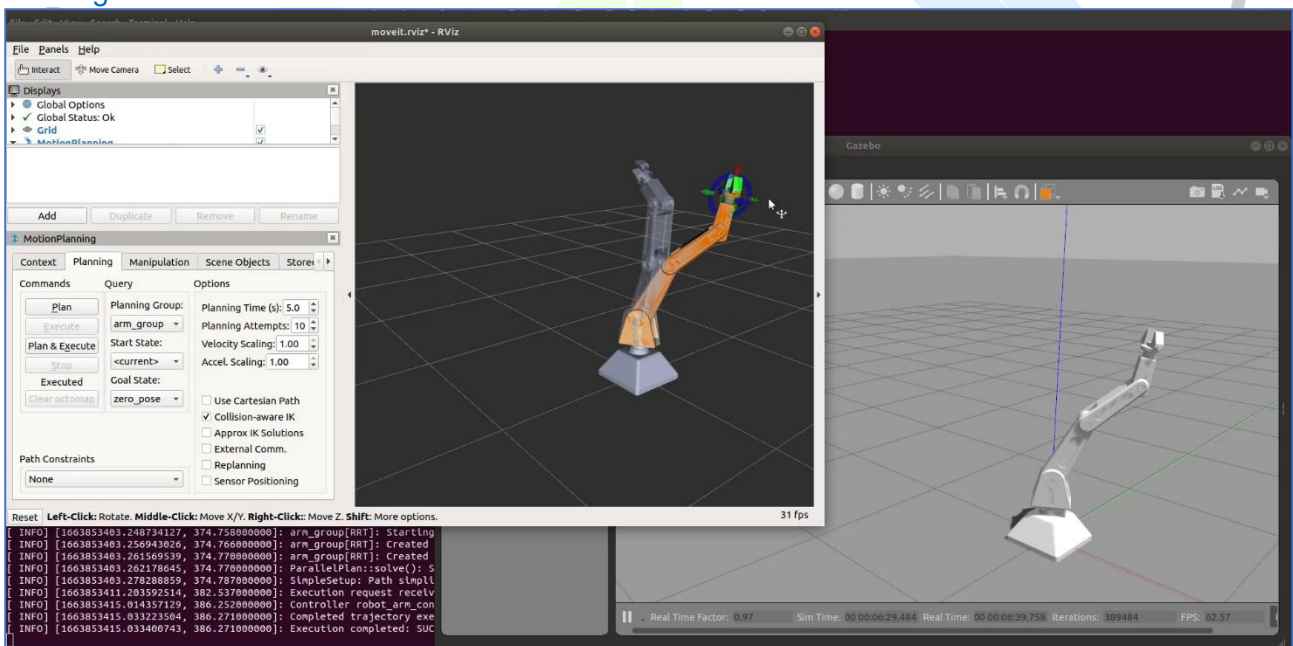 moveit.rviz* - RViz
File Panels Help
Interact Move Camera Select
Displays
Global Options
Global Status: Ok
Grid
MotionPlanning
Add Duplicate Remove Rename
MotionPlanning
Context Planning Manipulation Scene Objects
Commands Query Options
Plan
Planning Group:
Planning Time (s): 5.0
Execute
arm_group
Planning Attempts: 10
Plan & Execute
Start State:
Velocity Scaling: 1.00
Stop
<current>
Accel. Scaling: 1.00
Executed
Goal State:
Clear octomap
zero_pose
Use Cartesian Path
Collision-aware IK
Approx IK Solutions
External Comm.
Path Constraints
Replanning
None
Sensor Positioning
Reset Left-Click: Rotate. Middle-Click: Move X/Y. Right-Click:: Move Z. Shift: More options.
31 fps
[ INFO] [1663853403.248734127, 374.758000000]: arm_group[RRT]: Starting
[ INFO] [1663853403.256943026, 374.766000000]: arm_group[RRT]: Created
[ INFO] [1663853403.261569539, 374.770000000]: arm_group[RRT]: Created
[ INFO] [1663853403.262178645, 374.770000000]: ParallelPlan::solve(): S
[ INFO] [1663853403.278288859, 374.787000000]: SimpleSetup: Path simpli
[ INFO] [1663853411.203592514, 382.537000000]: Execution request receiv
[ INFO] [1663853415.014357129, 386.252000000]: Controller robot_arm_con
[ INFO] [1663853415.033223504, 386.271000000]: Completed trajectory exe
[ INFO] [1663853415.033400743, 386.271000000]: Execution completed: SUC
Gazebo
Real Time Factor: 0.97 Sim Time: 00 00:06:29.484 Real Time: 00 00:06:39.758 Iterations: 389484 FPS: 62.57